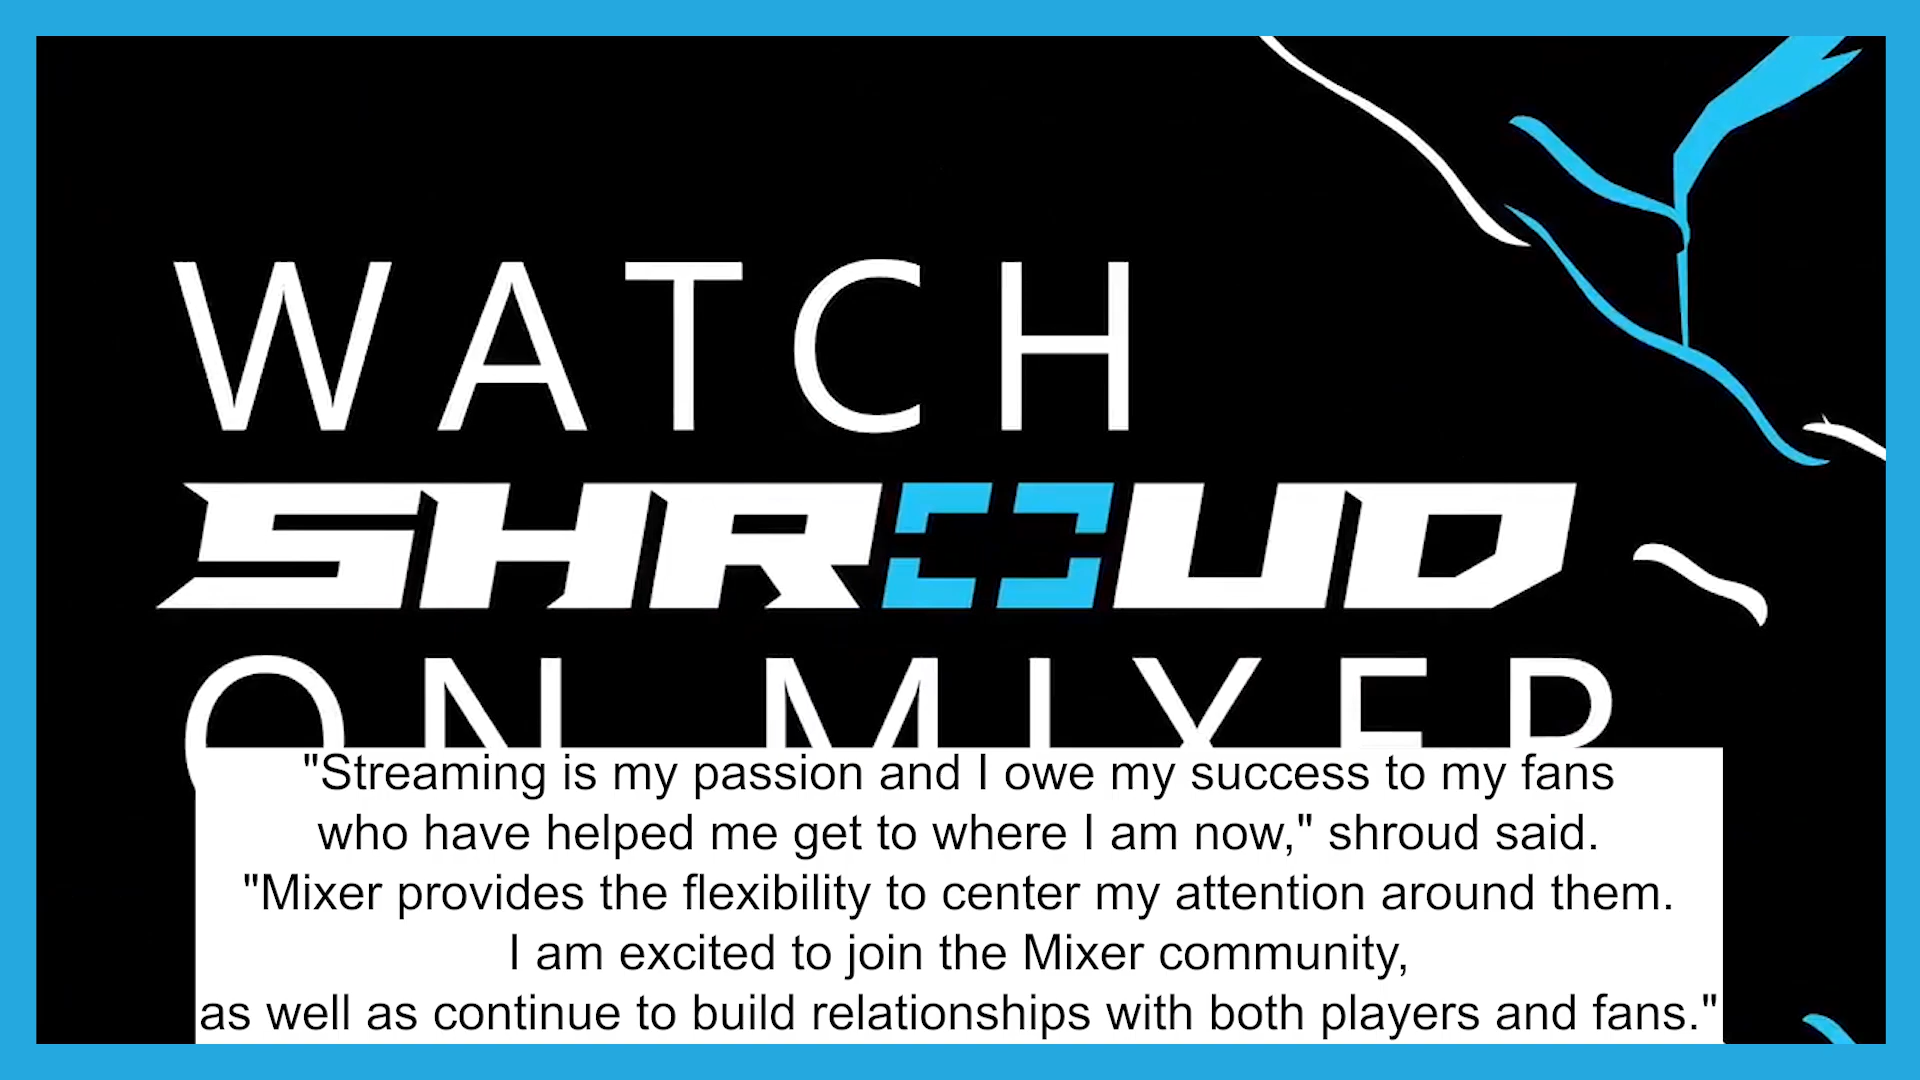 WATCH
SHROUD
ON MIXER
"Streaming is my passion and I owe my success to my fans
who have helped me get to where I am now," shroud said.
"Mixer provides the flexibility to center my attention around them.
I am excited to join the Mixer community,
as well as continue to build relationships with both players and fans."